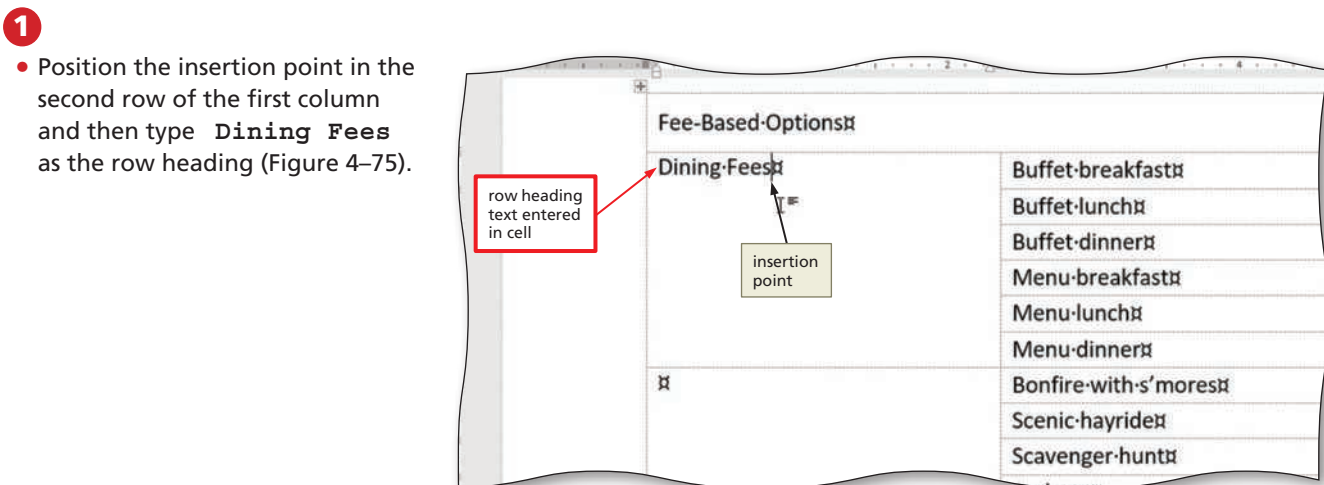 1
• Position the insertion point in the
second row of the first column
and then type Dining Fees
as the row heading (Figure 4–75).
2
4
Fee-Based·Options¤
Dining·Fees¤
Buffet·breakfast¤
Buffet·lunch¤
Buffet·dinner¤
Menu·breakfast¤
Menu·lunch¤
Menu·dinner¤
¤
Bonfire·with·s’mores¤
Scenic·hayride¤
Scavenger·hunt¤
row heading
text entered
in cell
insertion
point